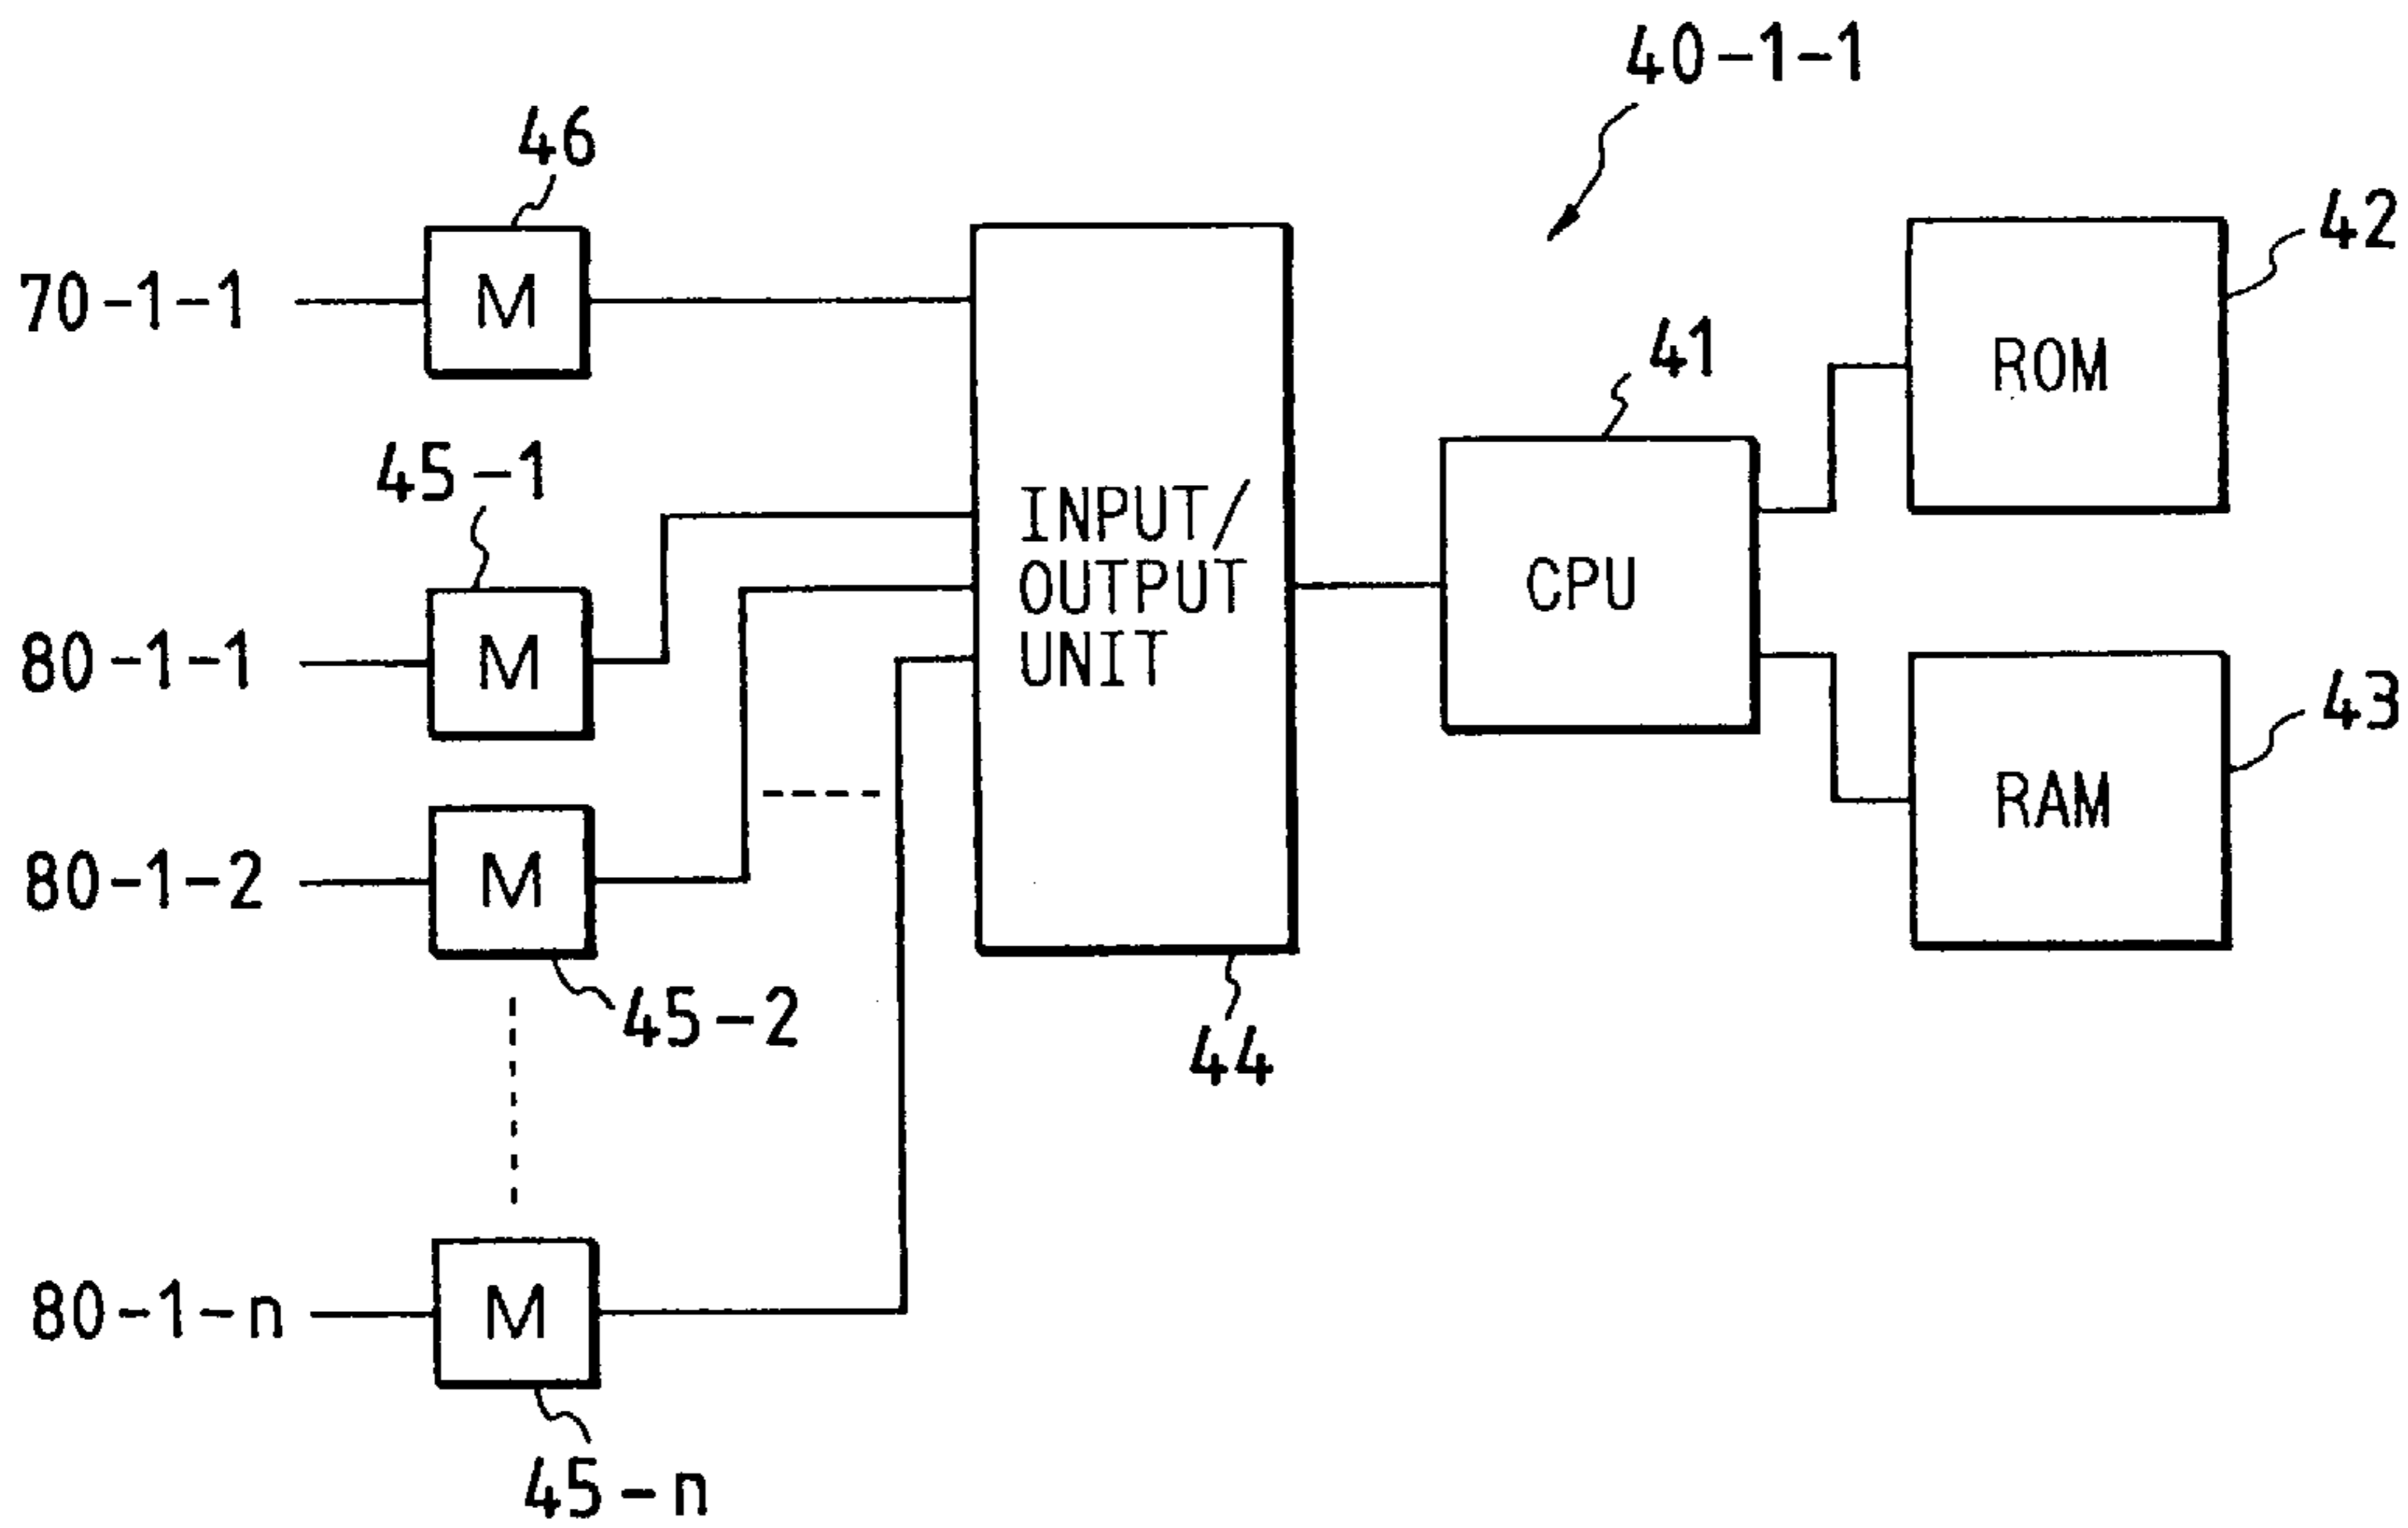 40-1-1
46
42
70-1-1
M
ROM
41
45-1
INPUT/
OUTPUT
UNIT
CPU
80-1-1
M
43
RAM
80-1-2
M
45-2
44
80-1-n
M
45-n